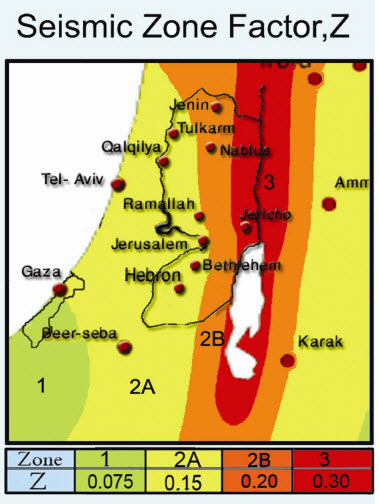 Seismic Zone Factor,Z
Jenin
Tulkarm
Qalqilya
Nablus
Tel- Aviv
3
Amm
Ramallah
Jericho
Jerusalem
Bethlehem
Gaza
Hebron
Beer-seba
2B
Karak
1
2A
Zone 1 2A 2B 3
Z 0.075 0.15 0.20 0.30